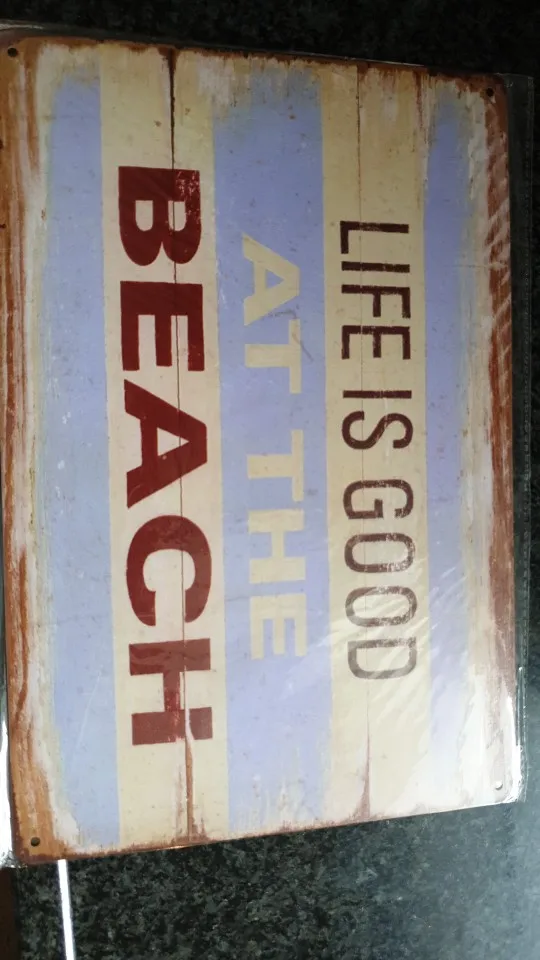 LIFE IS GOOD
AT THE
BEACH